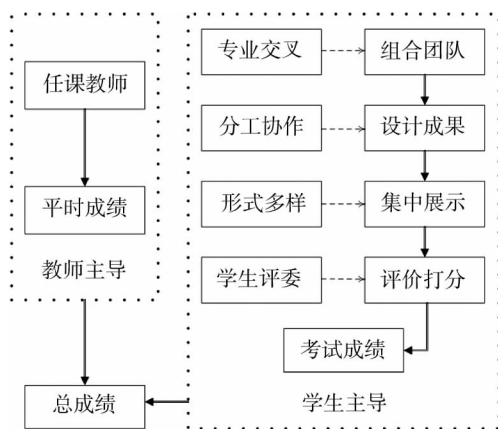 任课教师
平时成绩
教师主导
总成绩
专业交叉
组合团队
分工协作
设计成果
形式多样
集中展示
学生评委
评价打分
考试成绩
学生主导